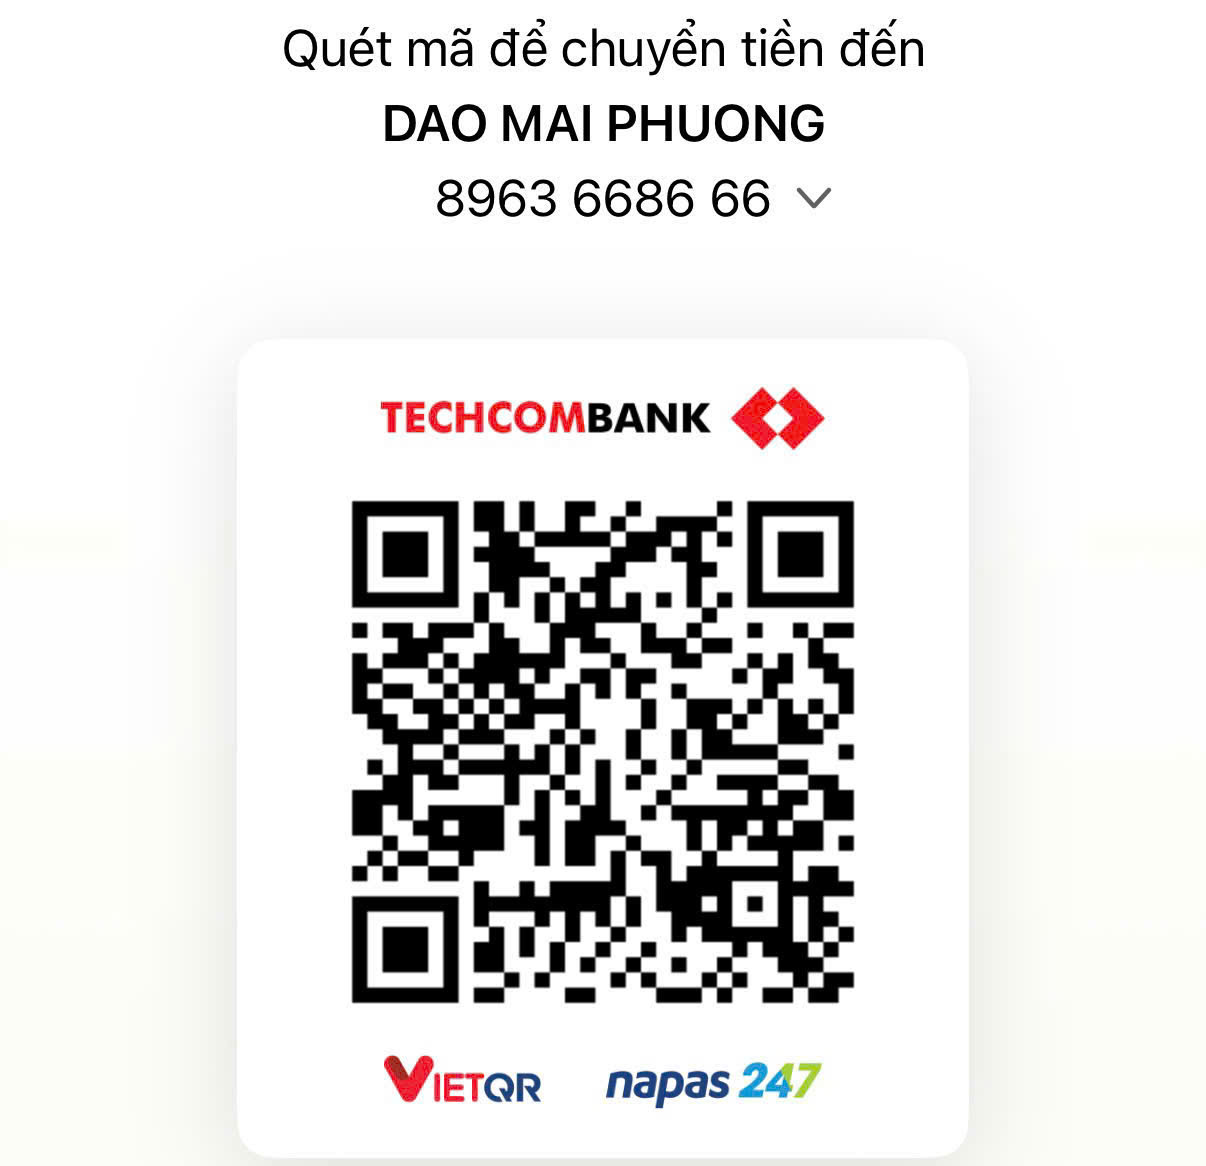 Quét mã để chuyển tiền đến
DAO MAI PHUONG
8963 6686 66
TECHCOMBANK
VIETQR
napas 247